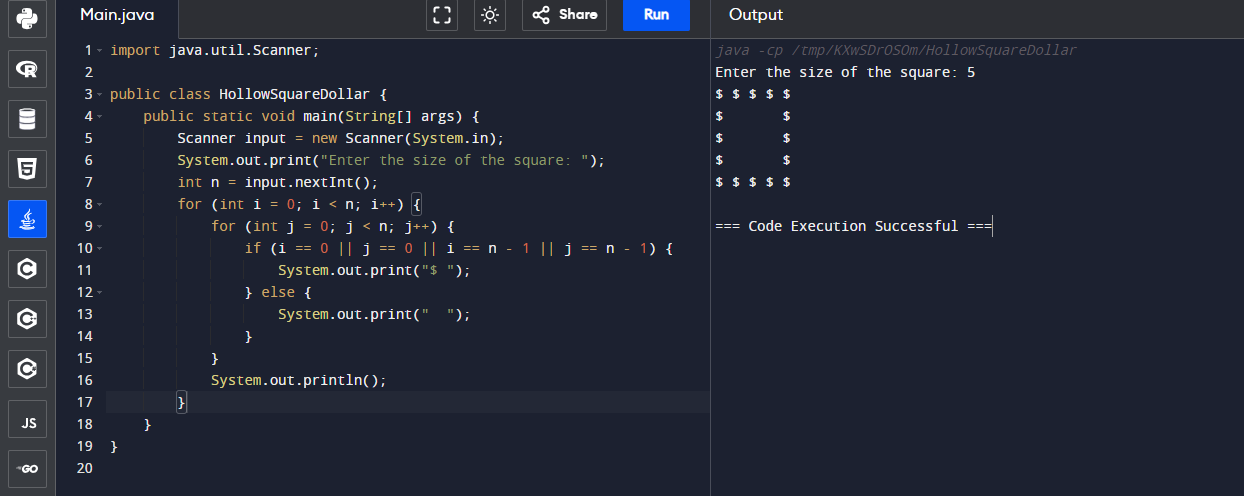 Main.java
Share
Run
Output
1 import java.util.Scanner;
2
3 public class HollowSquareDollar {
4     public static void main(String[] args) {
5         Scanner input = new Scanner(System.in);
6         System.out.print("Enter the size of the square: ");
7         int n = input.nextInt();
8         for (int i = 0; i < n; i++) {
9             for (int j = 0; j < n; j++) {
10                 if (i == 0 || j == 0 || i == n - 1 || j == n - 1) {
11                     System.out.print("$ ");
12                 } else {
13                     System.out.print("  ");
14                 }
15             }
16             System.out.println();
17         }
18     }
19 }
20
java -cp /tmp/KXwSDrOSOm/HollowSquareDollar
Enter the size of the square: 5
$ $ $ $ $
$       $
$       $
$       $
$ $ $ $ $
=== Code Execution Successful ===
R
5
C
C
C
JS
GO